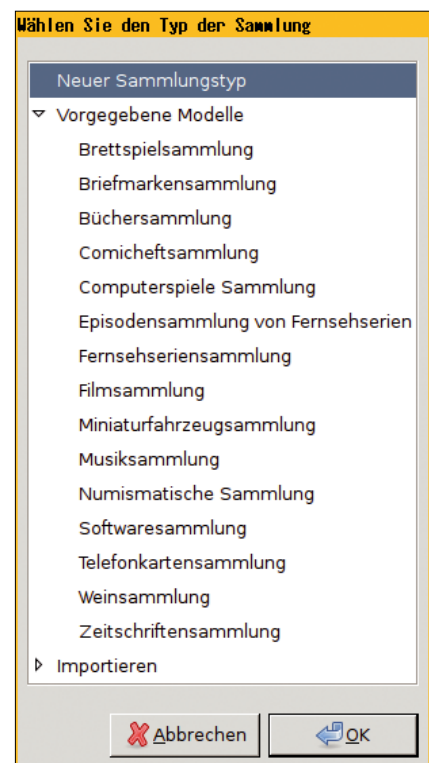 Wählen Sie den Typ der Sammlung
Neuer Sammlungstyp
Vorgegebene Modelle
Brettspielsammlung
Briefmarkensammlung
Büchersammlung
Comicheftsammlung
Computerspiele Sammlung
Episodensammlung von Fernsehserien
Fernsehseriensammlung
Filmsammlung
Miniaturfahrzeugsammlung
Musiksammlung
Numismatische Sammlung
Softwaresammlung
Telefonkartensammlung
Weinsammlung
Zeitschriftensammlung
Importieren
Abbrechen OK